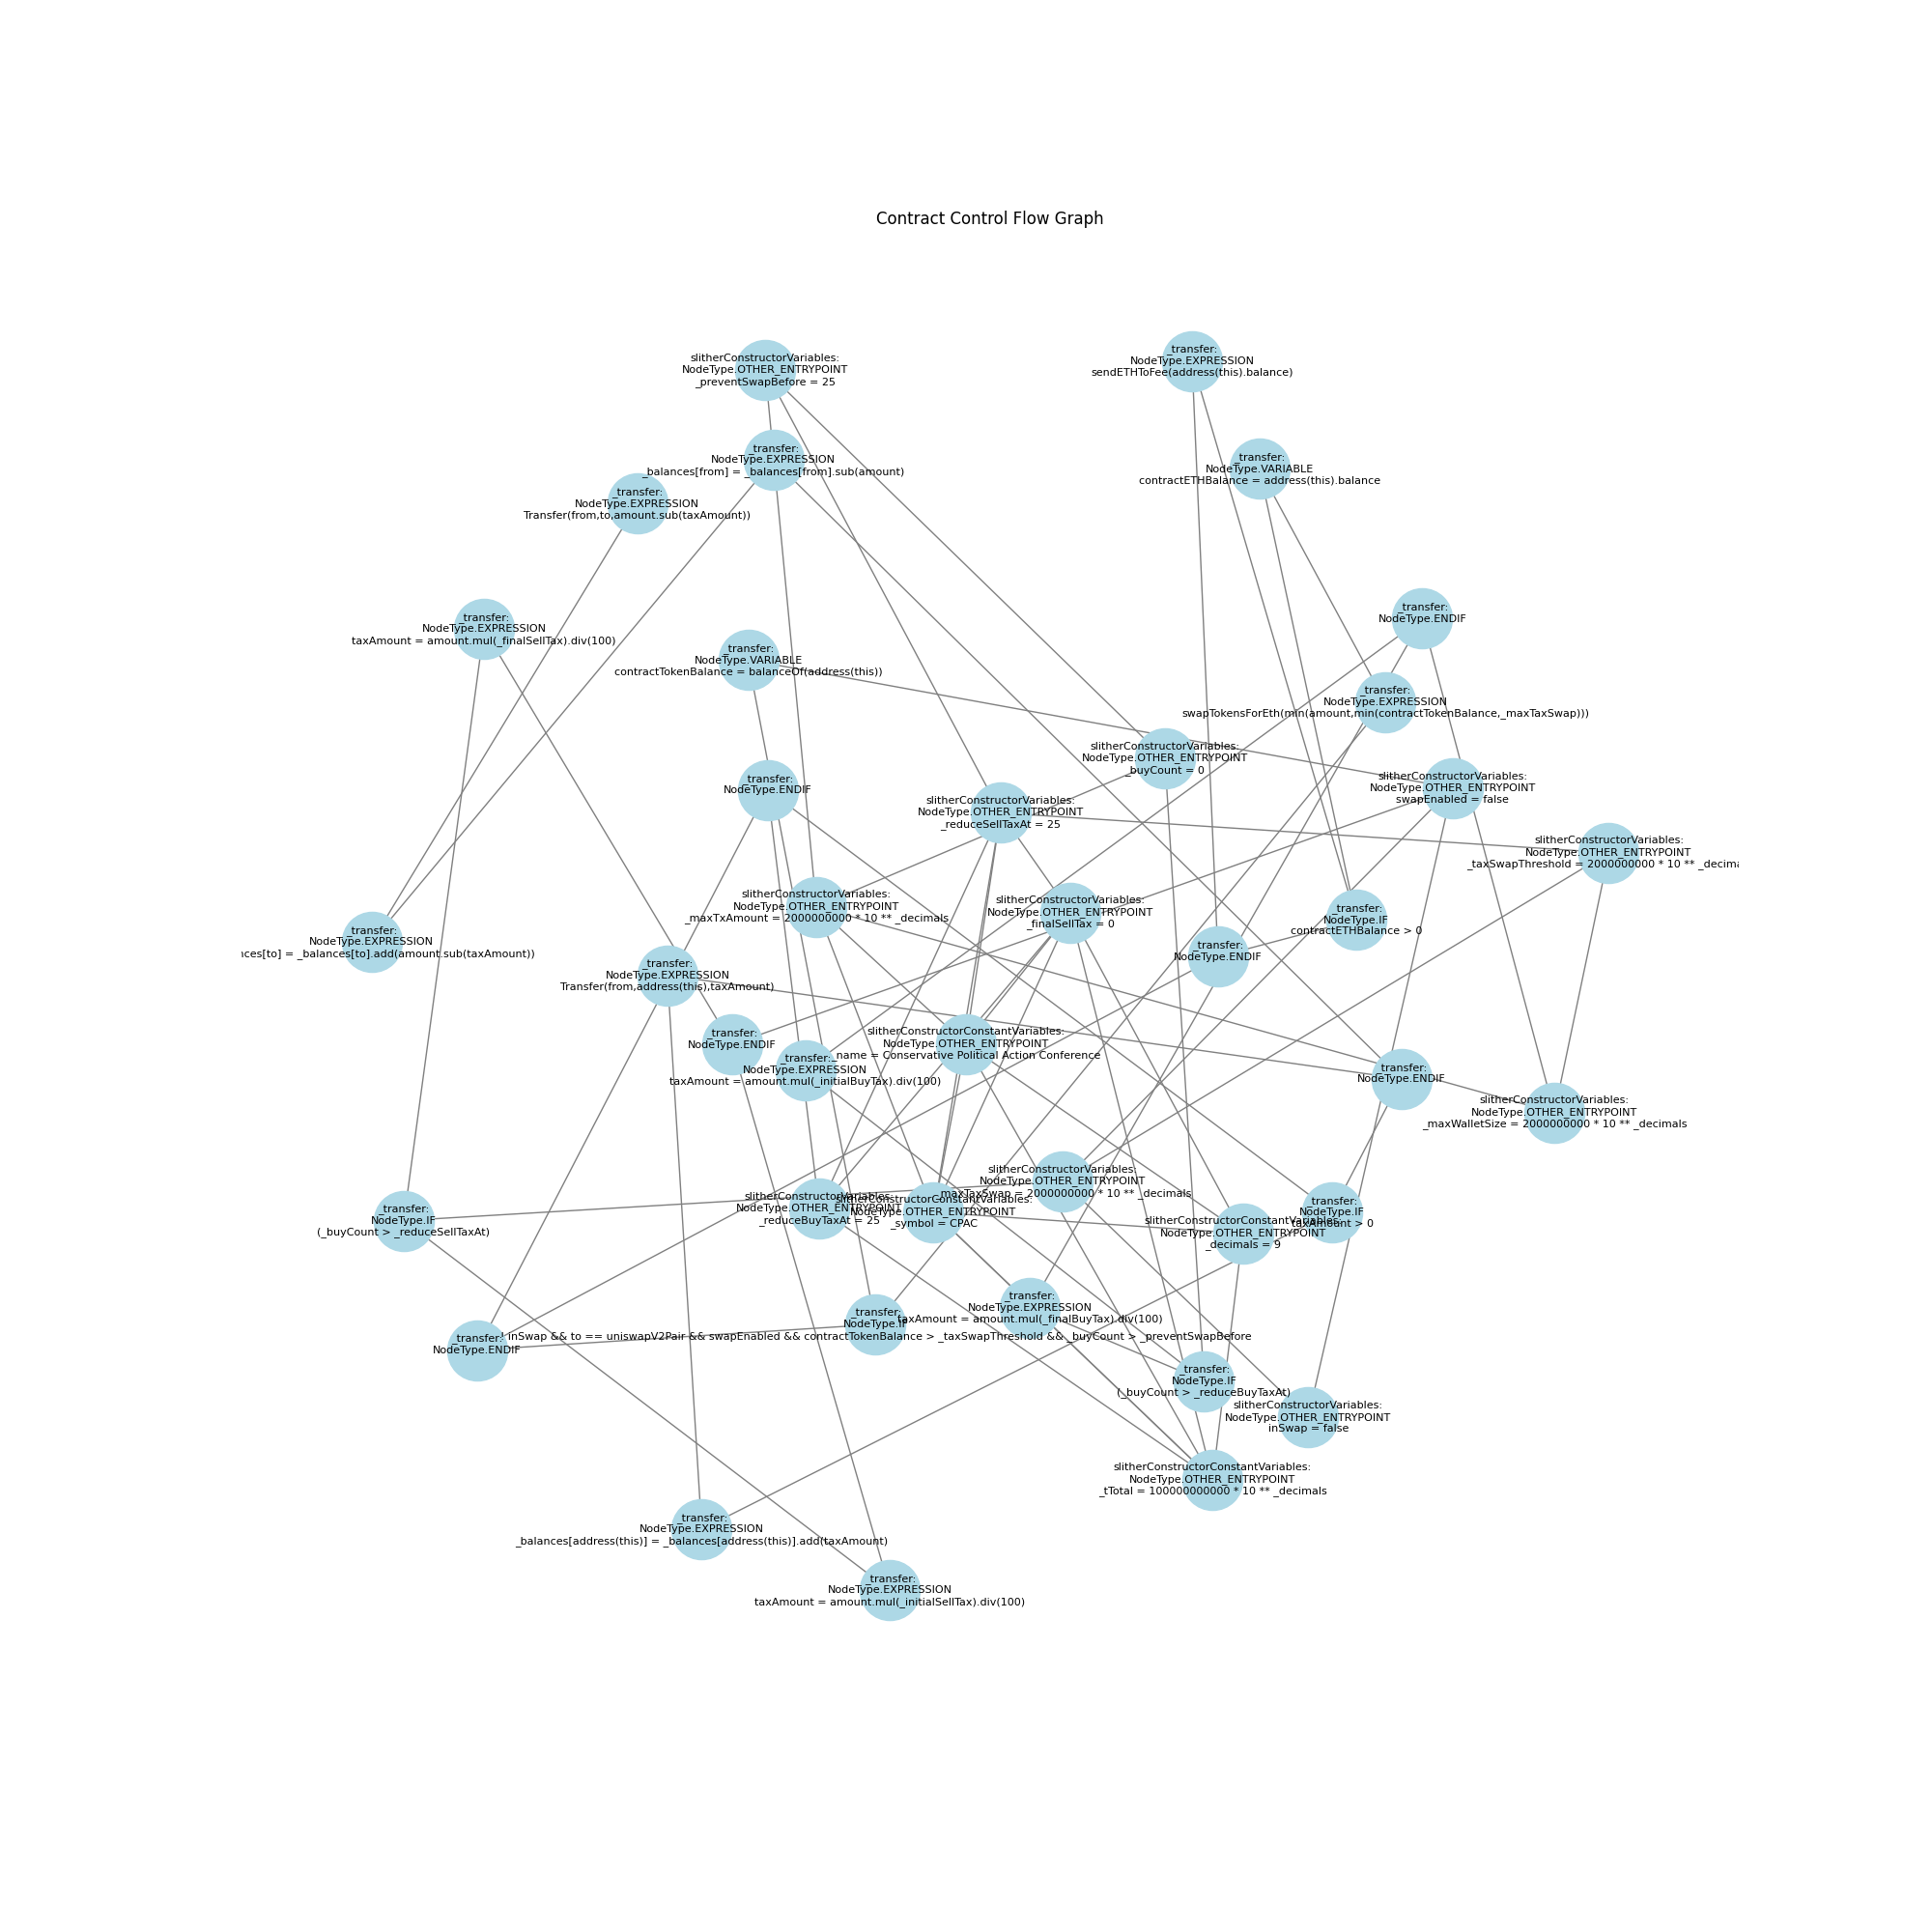 Contract Control Flow Graph
_transfer:
NodeType.EXPRESSION
sendETHToFee(address(this).balance)
slitherConstructorVariables:
NodeType.OTHER_ENTRYPOINT
_preventSwapBefore = 25
_transfer:
NodeType.EXPRESSION
_balances[from] = _balances[from].sub(amount)
_transfer:
NodeType.VARIABLE
contractETHBalance = address(this).balance
_transfer:
NodeType.EXPRESSION
Transfer(from,to,amount.sub(taxAmount))
_transfer:
NodeType.ENDIF
_transfer:
NodeType.EXPRESSION
taxAmount = amount.mul(_finalSellTax).div(100)
_transfer:
NodeType.VARIABLE
contractTokenBalance = balanceOf(address(this))
_transfer:
NodeType.EXPRESSION
swapTokensForEth(min(amount,min(contractTokenBalance,_maxTaxSwap)))
slitherConstructorVariables:
NodeType.OTHER_ENTRYPOINT
_buyCount = 0
_transfer:
NodeType.ENDIF
slitherConstructorVariables:
NodeType.OTHER_ENTRYPOINT
swapEnabled = false
slitherConstructorVariables:
NodeType.OTHER_ENTRYPOINT
_reduceSellTaxAt = 25
slitherConstructorVariables:
NodeType.OTHER_ENTRYPOINT
_taxSwapThreshold = 2000000000 * 10 ** _decima
slitherConstructorVariables:
NodeType.OTHER_ENTRYPOINT
_maxTxAmount = 2000000000 * 10 ** _decimals
slitherConstructorVariables:
NodeType.OTHER_ENTRYPOINT
_finalSellTax = 0
_transfer:
NodeType.IF
contractETHBalance > 0
_transfer:
NodeType.EXPRESSION
ces[to] = _balances[to].add(amount.sub(taxAmount))
_transfer:
NodeType.ENDIF
_transfer:
NodeType.EXPRESSION
Transfer(from,address(this),taxAmount)
_transfer:
NodeType.ENDIF
slitherConstructorConstantVariables:
NodeType.OTHER_ENTRYPOINT
_name = Conservative Political Action Conference
_transfer:
NodeType.EXPRESSION
taxAmount = amount.mul(_initialBuyTax).div(100)
_transfer:
NodeType.ENDIF
slitherConstructorVariables:
NodeType.OTHER_ENTRYPOINT
_maxWalletSize = 2000000000 * 10 ** _decimals
slitherConstructorVariables:
NodeType.OTHER_ENTRYPOINT
_maxTaxSwap = 2000000000 * 10 ** _decimals
slitherConstructorVariables:
NodeType.OTHER_ENTRYPOINT
_reduceBuyTaxAt = 25
slitherConstructorConstantVariables:
NodeType.OTHER_ENTRYPOINT
_symbol = CPAC
_transfer:
NodeType.IF
taxAmount > 0
_transfer:
NodeType.IF
(_buyCount > _reduceSellTaxAt)
slitherConstructorConstantVariables:
NodeType.OTHER_ENTRYPOINT
_decimals = 9
_transfer:
NodeType.EXPRESSION
taxAmount = amount.mul(_finalBuyTax).div(100)
_transfer:
NodeType.IF
! inSwap && to == uniswapV2Pair && swapEnabled && contractTokenBalance > _taxSwapThreshold && _buyCount > _preventSwapBefore
_transfer:
NodeType.ENDIF
_transfer:
NodeType.IF
(_buyCount > _reduceBuyTaxAt)
slitherConstructorVariables:
NodeType.OTHER_ENTRYPOINT
inSwap = false
slitherConstructorConstantVariables:
NodeType.OTHER_ENTRYPOINT
_tTotal = 100000000000 * 10 ** _decimals
_transfer:
NodeType.EXPRESSION
_balances[address(this)] = _balances[address(this)].add(taxAmount)
_transfer:
NodeType.EXPRESSION
taxAmount = amount.mul(_initialSellTax).div(100)